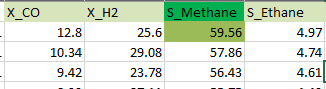 X_CO X_H2 S_Methane S_Ethane
12.8 25.6 59.56 4.97
10.34 29.08 57.86 4.74
9.42 23.78 56.43 4.61